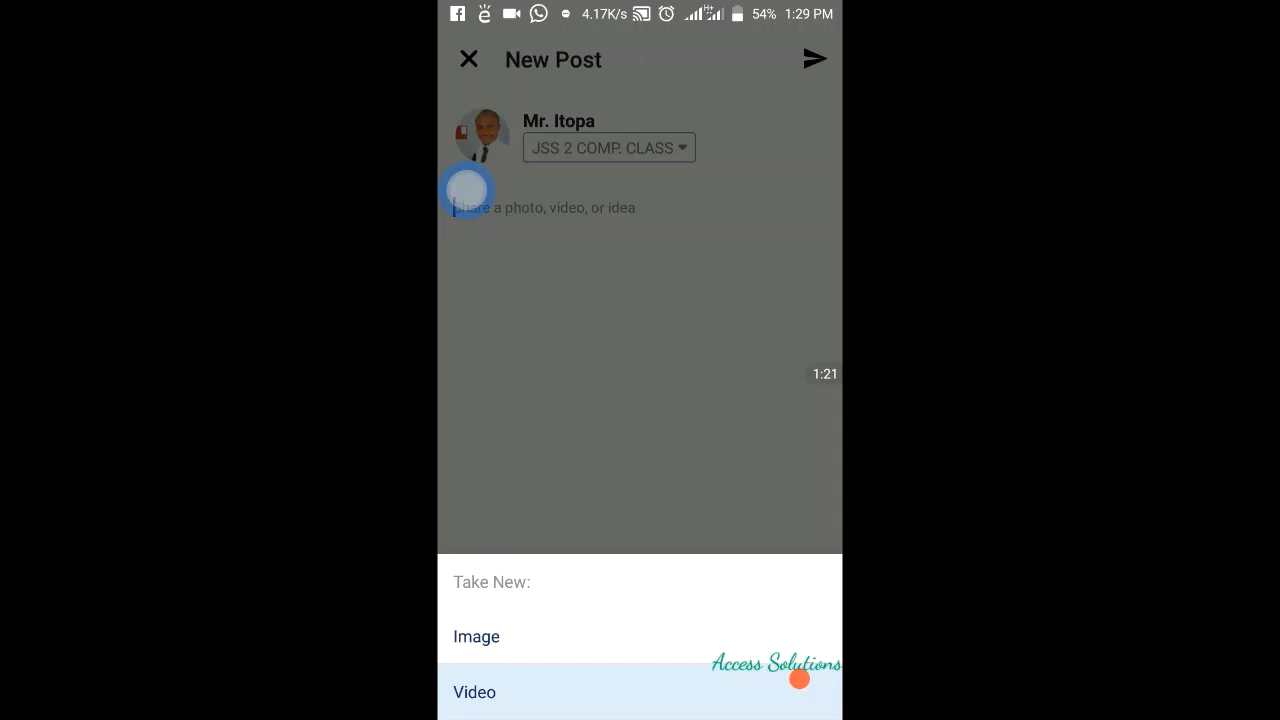 4.17K/s H+ 54% 1:29 PM
New Post
Mr. Itopa
JSS 2 COMP. CLASS
Share a photo, video, or idea
1:21
Take New:
Image
Access Solutions
Video